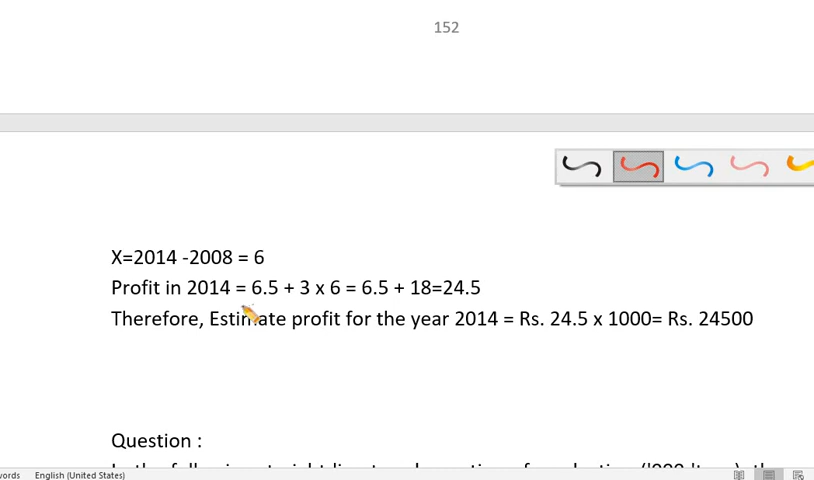 152
X=2014 -2008 = 6
Profit in 2014 = 6.5 + 3 x 6 = 6.5 + 18=24.5
Therefore, Estimate profit for the year 2014 = Rs. 24.5 x 1000= Rs. 24500
Question :
English (United States)